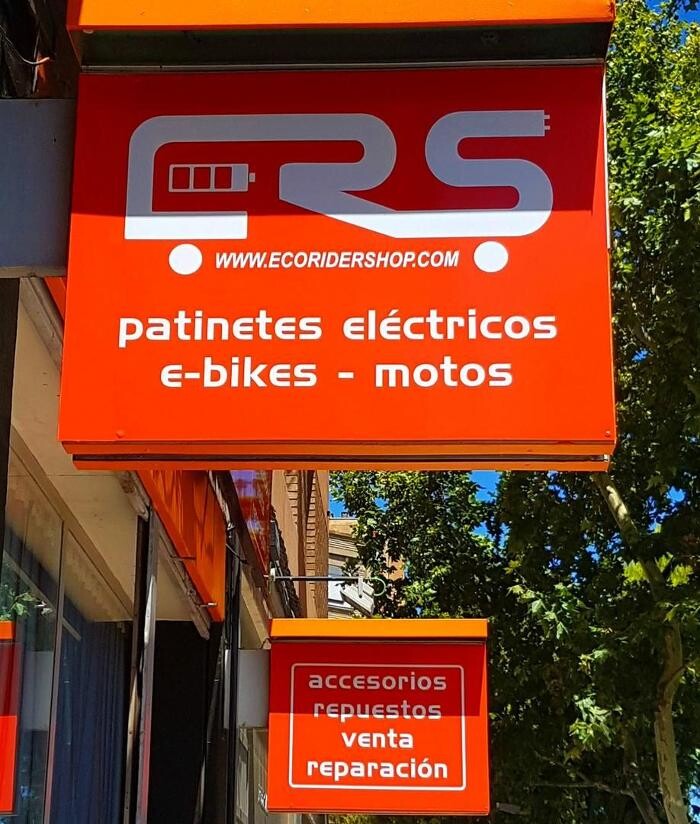 ERS
WWW.ECORIDERSHOP.COM
patinetes eléctricos
e-bikes - motos
accesorios
repuestos
venta
reparación